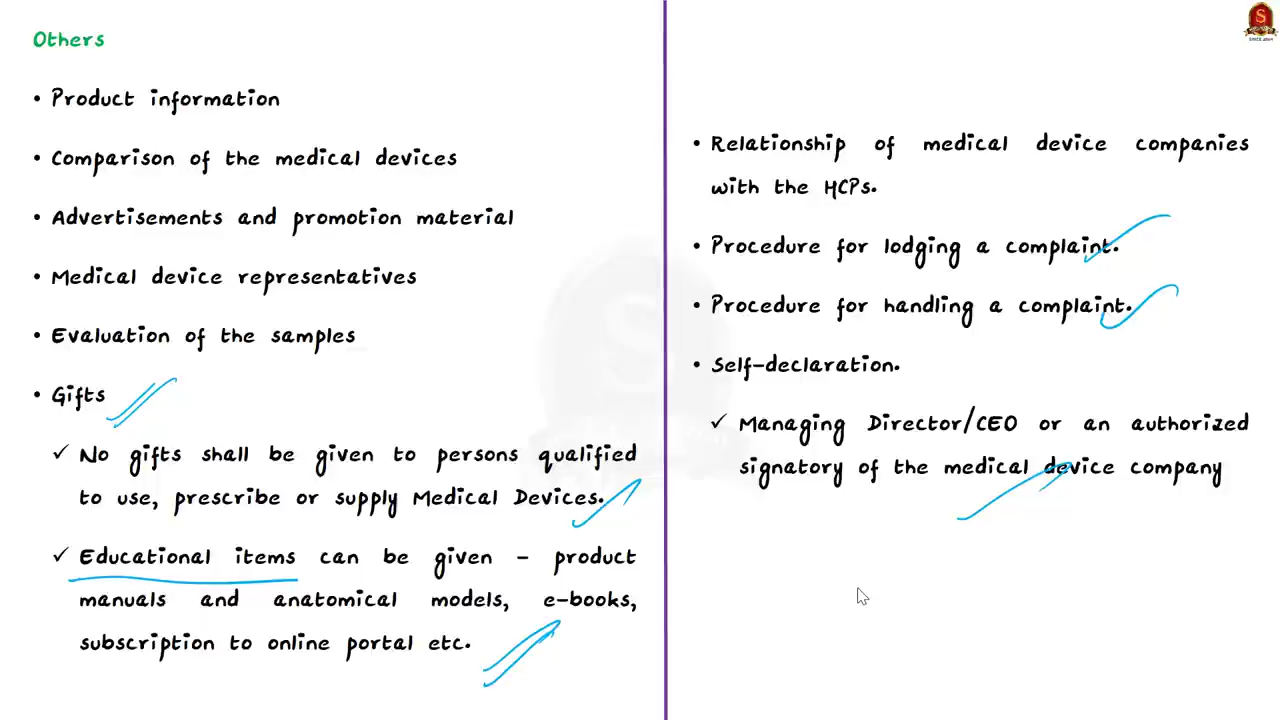 Others
• Product information
• Comparison of the medical devices
• Advertisements and promotion material
• Medical device representatives
• Evaluation of the samples
• Gifts
✓ No gifts shall be given to persons qualified
to use, prescribe or supply Medical Devices.
✓ Educational items can be given - product
manuals and anatomical models, e-books,
subscription to online portal etc.
• Relationship of medical device companies
with the HCPs.
• Procedure for lodging a complaint.
• Procedure for handling a complaint.
• Self-declaration.
✓ Managing Director/CEO or an authorized
signatory of the medical device company
S